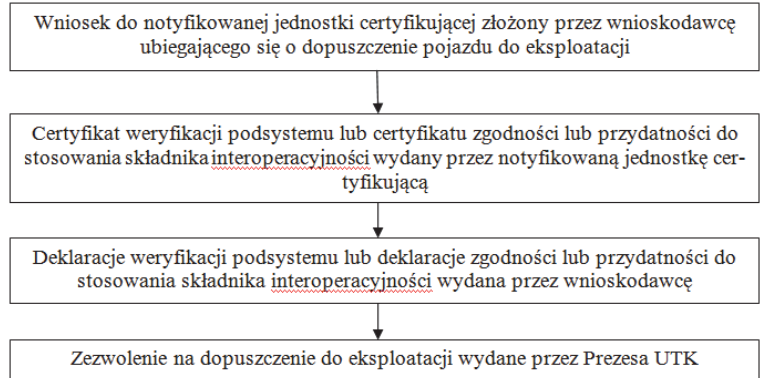 Wniosek do notyfikowanej jednostki certyfikującej złożony przez wnioskodawcę
ubiegającego się o dopuszczenie pojazdu do eksploatacji
Certyfikat weryfikacji podsystemu lub certyfikatu zgodności lub przydatności do
stosowania składnika interoperacyjności wydany przez notyfikowaną jednostkę cer-
tyfikującą
Deklaracje weryfikacji podsystemu lub deklaracje zgodności lub przydatności do
stosowania składnika interoperacyjności wydana przez wnioskodawcę
Zezwolenie na dopuszczenie do eksploatacji wydane przez Prezesa UTK